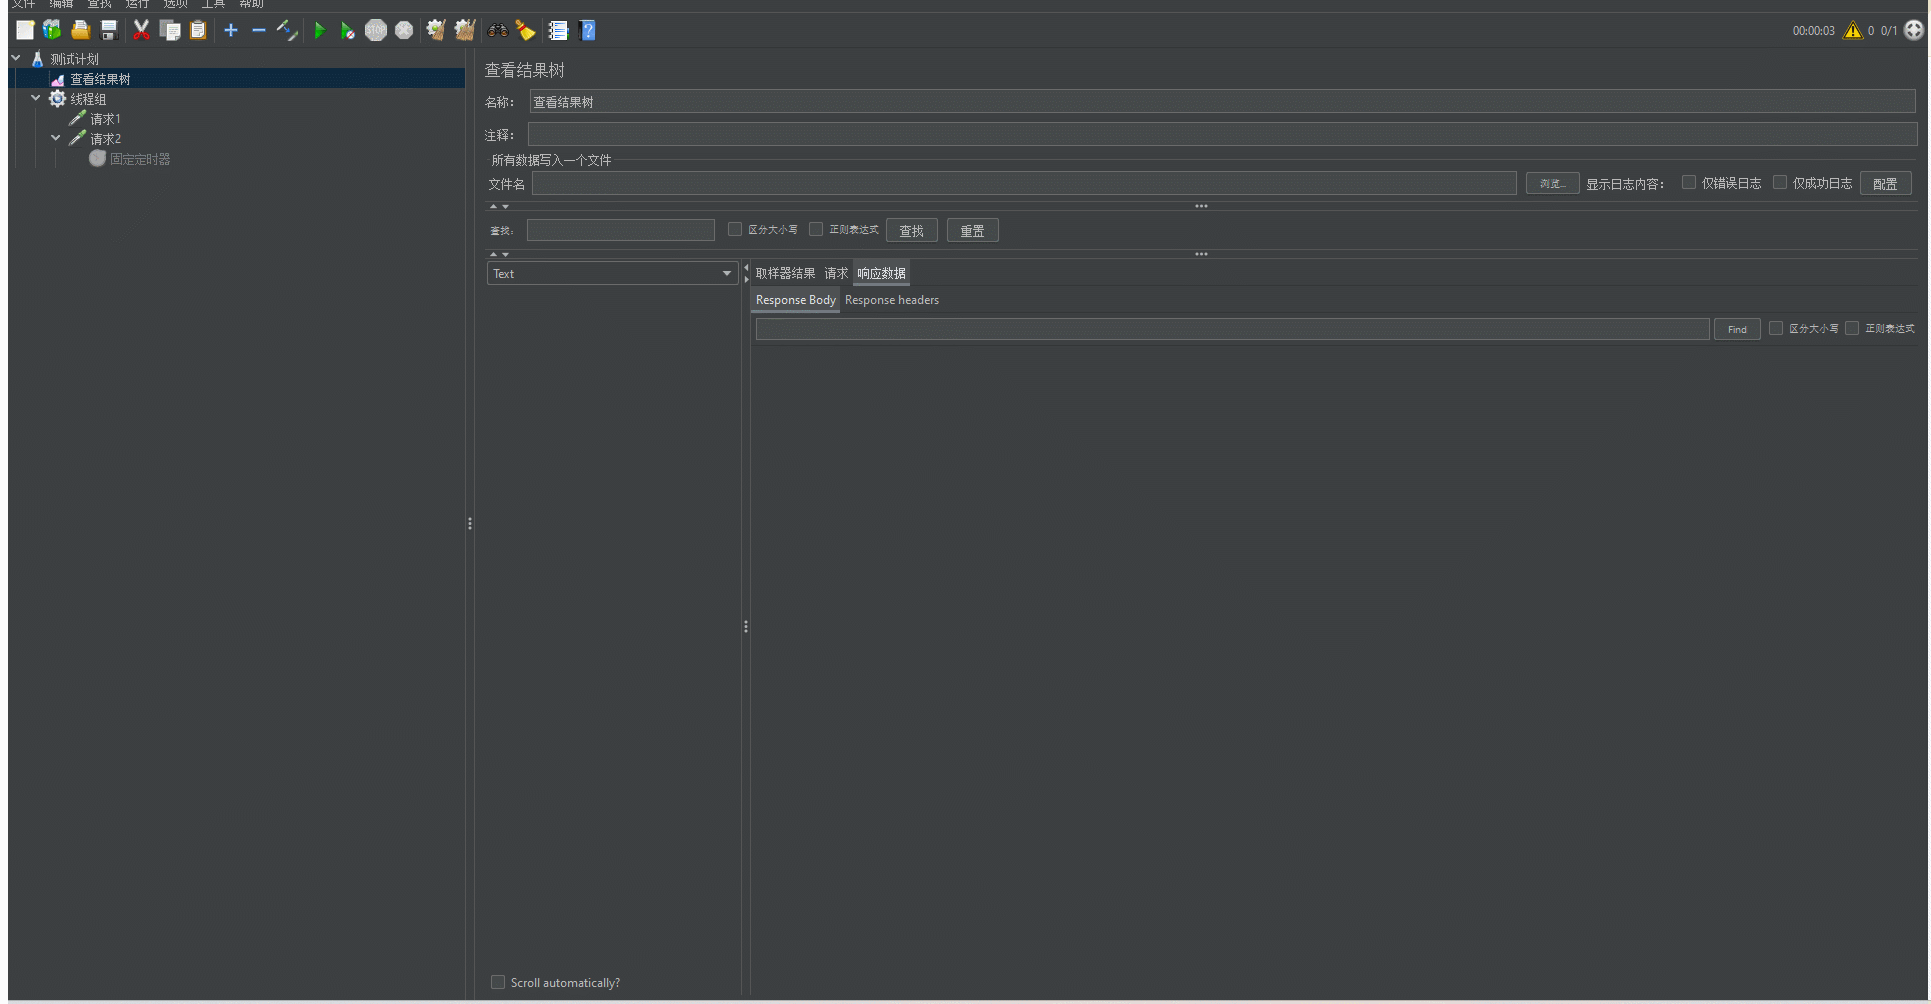 文件 编辑 查找 运行 选项 工具 帮助
STOP
00:00:03 0 0/1
测试计划
查看结果树
线程组
请求1
请求2
固定定时器
查看结果树
名称： 查看结果树
注释：
所有数据写入一个文件
文件名 浏览... 显示日志内容： 仅错误日志 仅成功日志 配置
查找： 区分大小写 正则表达式 查找 重置
Text
取样器结果 请求 响应数据
Response Body Response headers
Find 区分大小写 正则表达式
Scroll automatically?